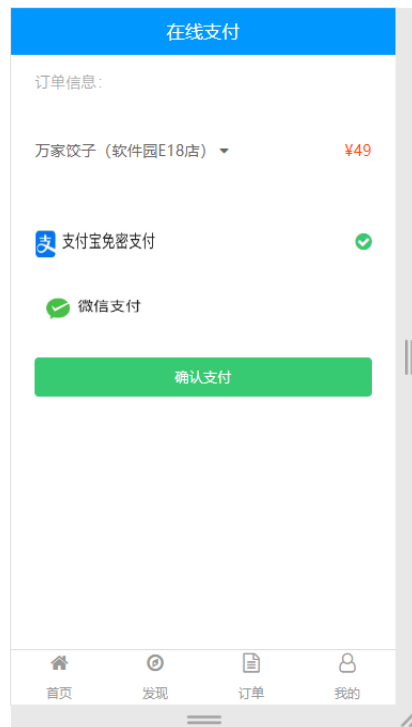 在线支付
订单信息:
万家饺子（软件园E18店） ¥49
支付宝免密支付
微信支付
确认支付
首页 发现 订单 我的